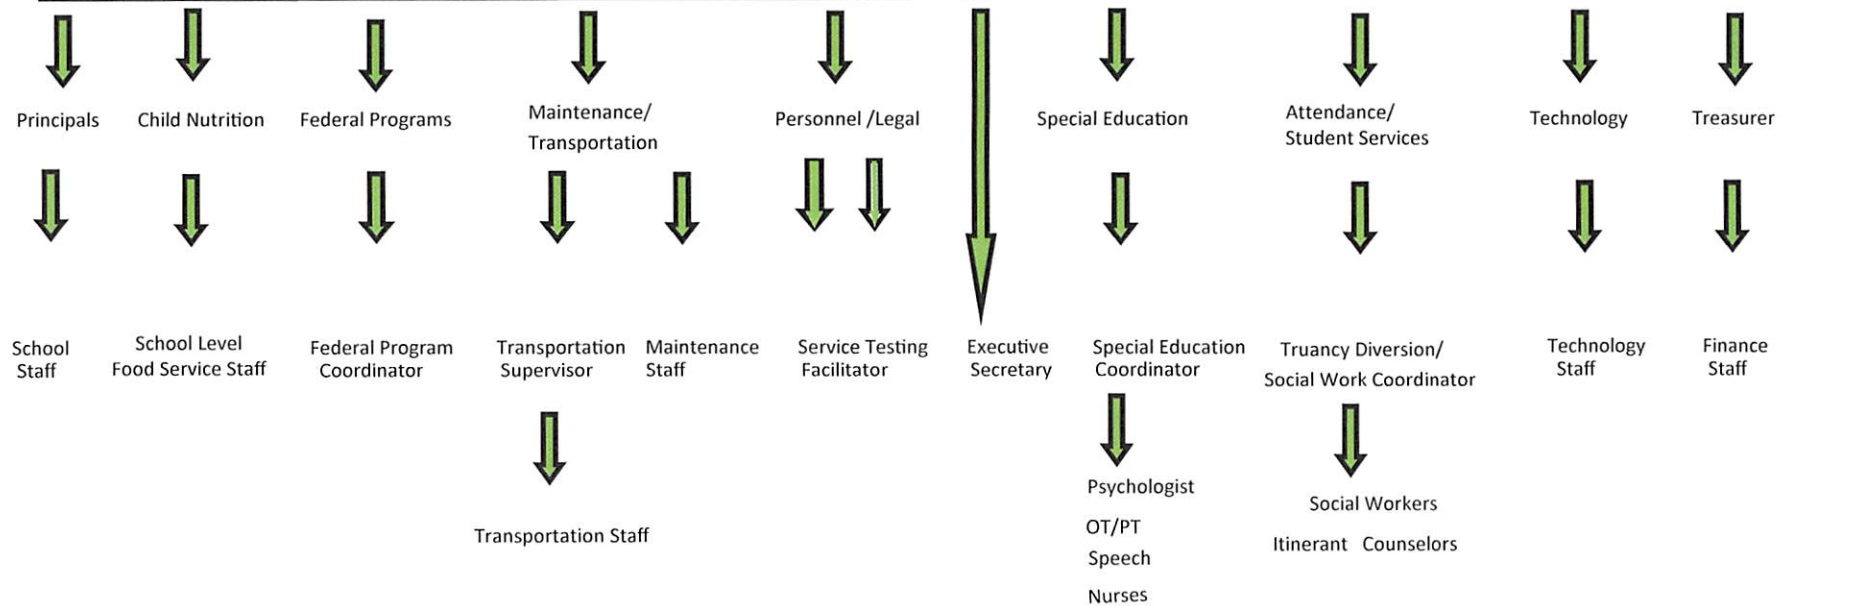 Principals
Child Nutrition
Federal Programs
Maintenance/
Transportation
Personnel /Legal
Special Education
Attendance/
Student Services
Technology
Treasurer
School
Staff
School Level
Food Service Staff
Federal Program
Coordinator
Transportation
Supervisor
Maintenance
Staff
Service Testing
Facilitator
Executive
Secretary
Special Education
Coordinator
Truancy Diversion/
Social Work Coordinator
Technology
Staff
Finance
Staff
Transportation Staff
Psychologist
OT/PT
Speech
Nurses
Social Workers
Itinerant Counselors